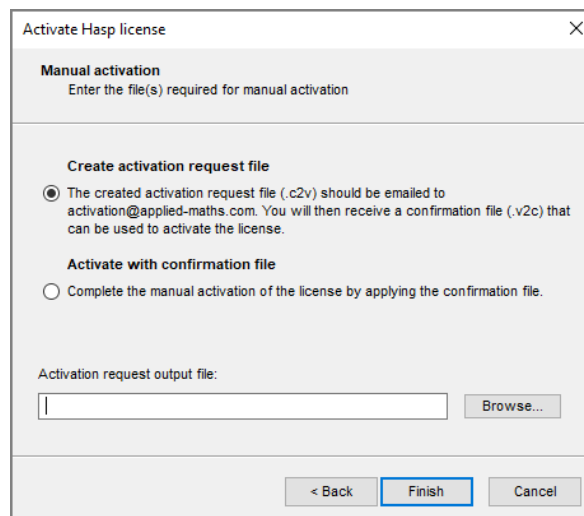 Activate Hasp license
Manual activation
Enter the file(s) required for manual activation
Create activation request file
The created activation request file (.c2v) should be emailed to
activation@applied-maths.com. You will then receive a confirmation file (.v2c) that
can be used to activate the license.
Activate with confirmation file
Complete the manual activation of the license by applying the confirmation file.
Activation request output file:
Browse...
< Back
Finish
Cancel